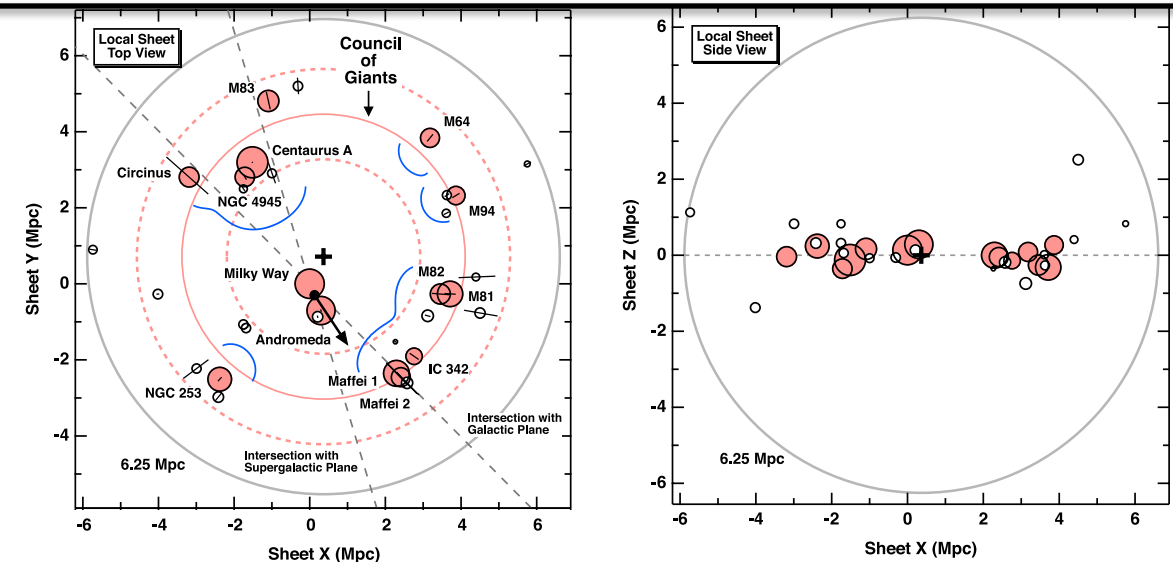 Local Sheet
Top View
Council
of
Giants
M83
M64
Centaurus A
Circinus
NGC 4945
M94
Milky Way
M82
M81
Andromeda
IC 342
Maffei 1
NGC 253
Maffei 2
Intersection with
Galactic Plane
Intersection with
Supergalactic Plane
6.25 Mpc
6
4
2
0
-2
-4
Sheet Y (Mpc)
-6 -4 -2 0 2 4 6
Sheet X (Mpc)
Local Sheet
Side View
6.25 Mpc
6
4
2
0
-2
-4
-6
Sheet Z (Mpc)
-6 -4 -2 0 2 4 6
Sheet X (Mpc)